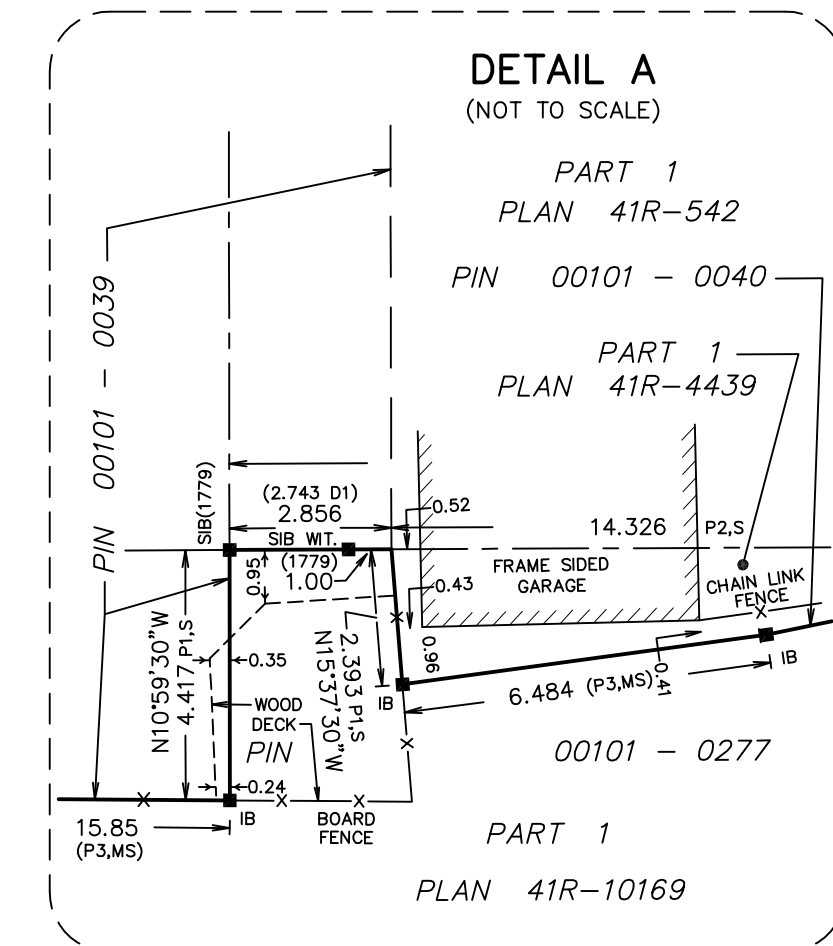 DETAIL A
(NOT TO SCALE)
PART 1
PLAN 41R-542
PIN 00101 - 0040
PART 1
PLAN 41R-4439
PIN 00101 - 0039
SIB(1779)
(2.743 D1)
2.856
SIB WIT.
(1779)
1.00
0.52
14.326 P2,S
FRAME SIDED
GARAGE
CHAIN LINK
FENCE
X
0.95
0.43
0.96
X
N10°59'30"W
4.417 P1,S
0.35
2.393 P1,S
N15°37'30"W
IB
6.484 (P3,MS)
0.41
IB
WOOD
DECK
PIN 00101 - 0277
X
0.24
X
IB
X
X
BOARD
FENCE
15.85
(P3,MS)
PART 1
PLAN 41R-10169